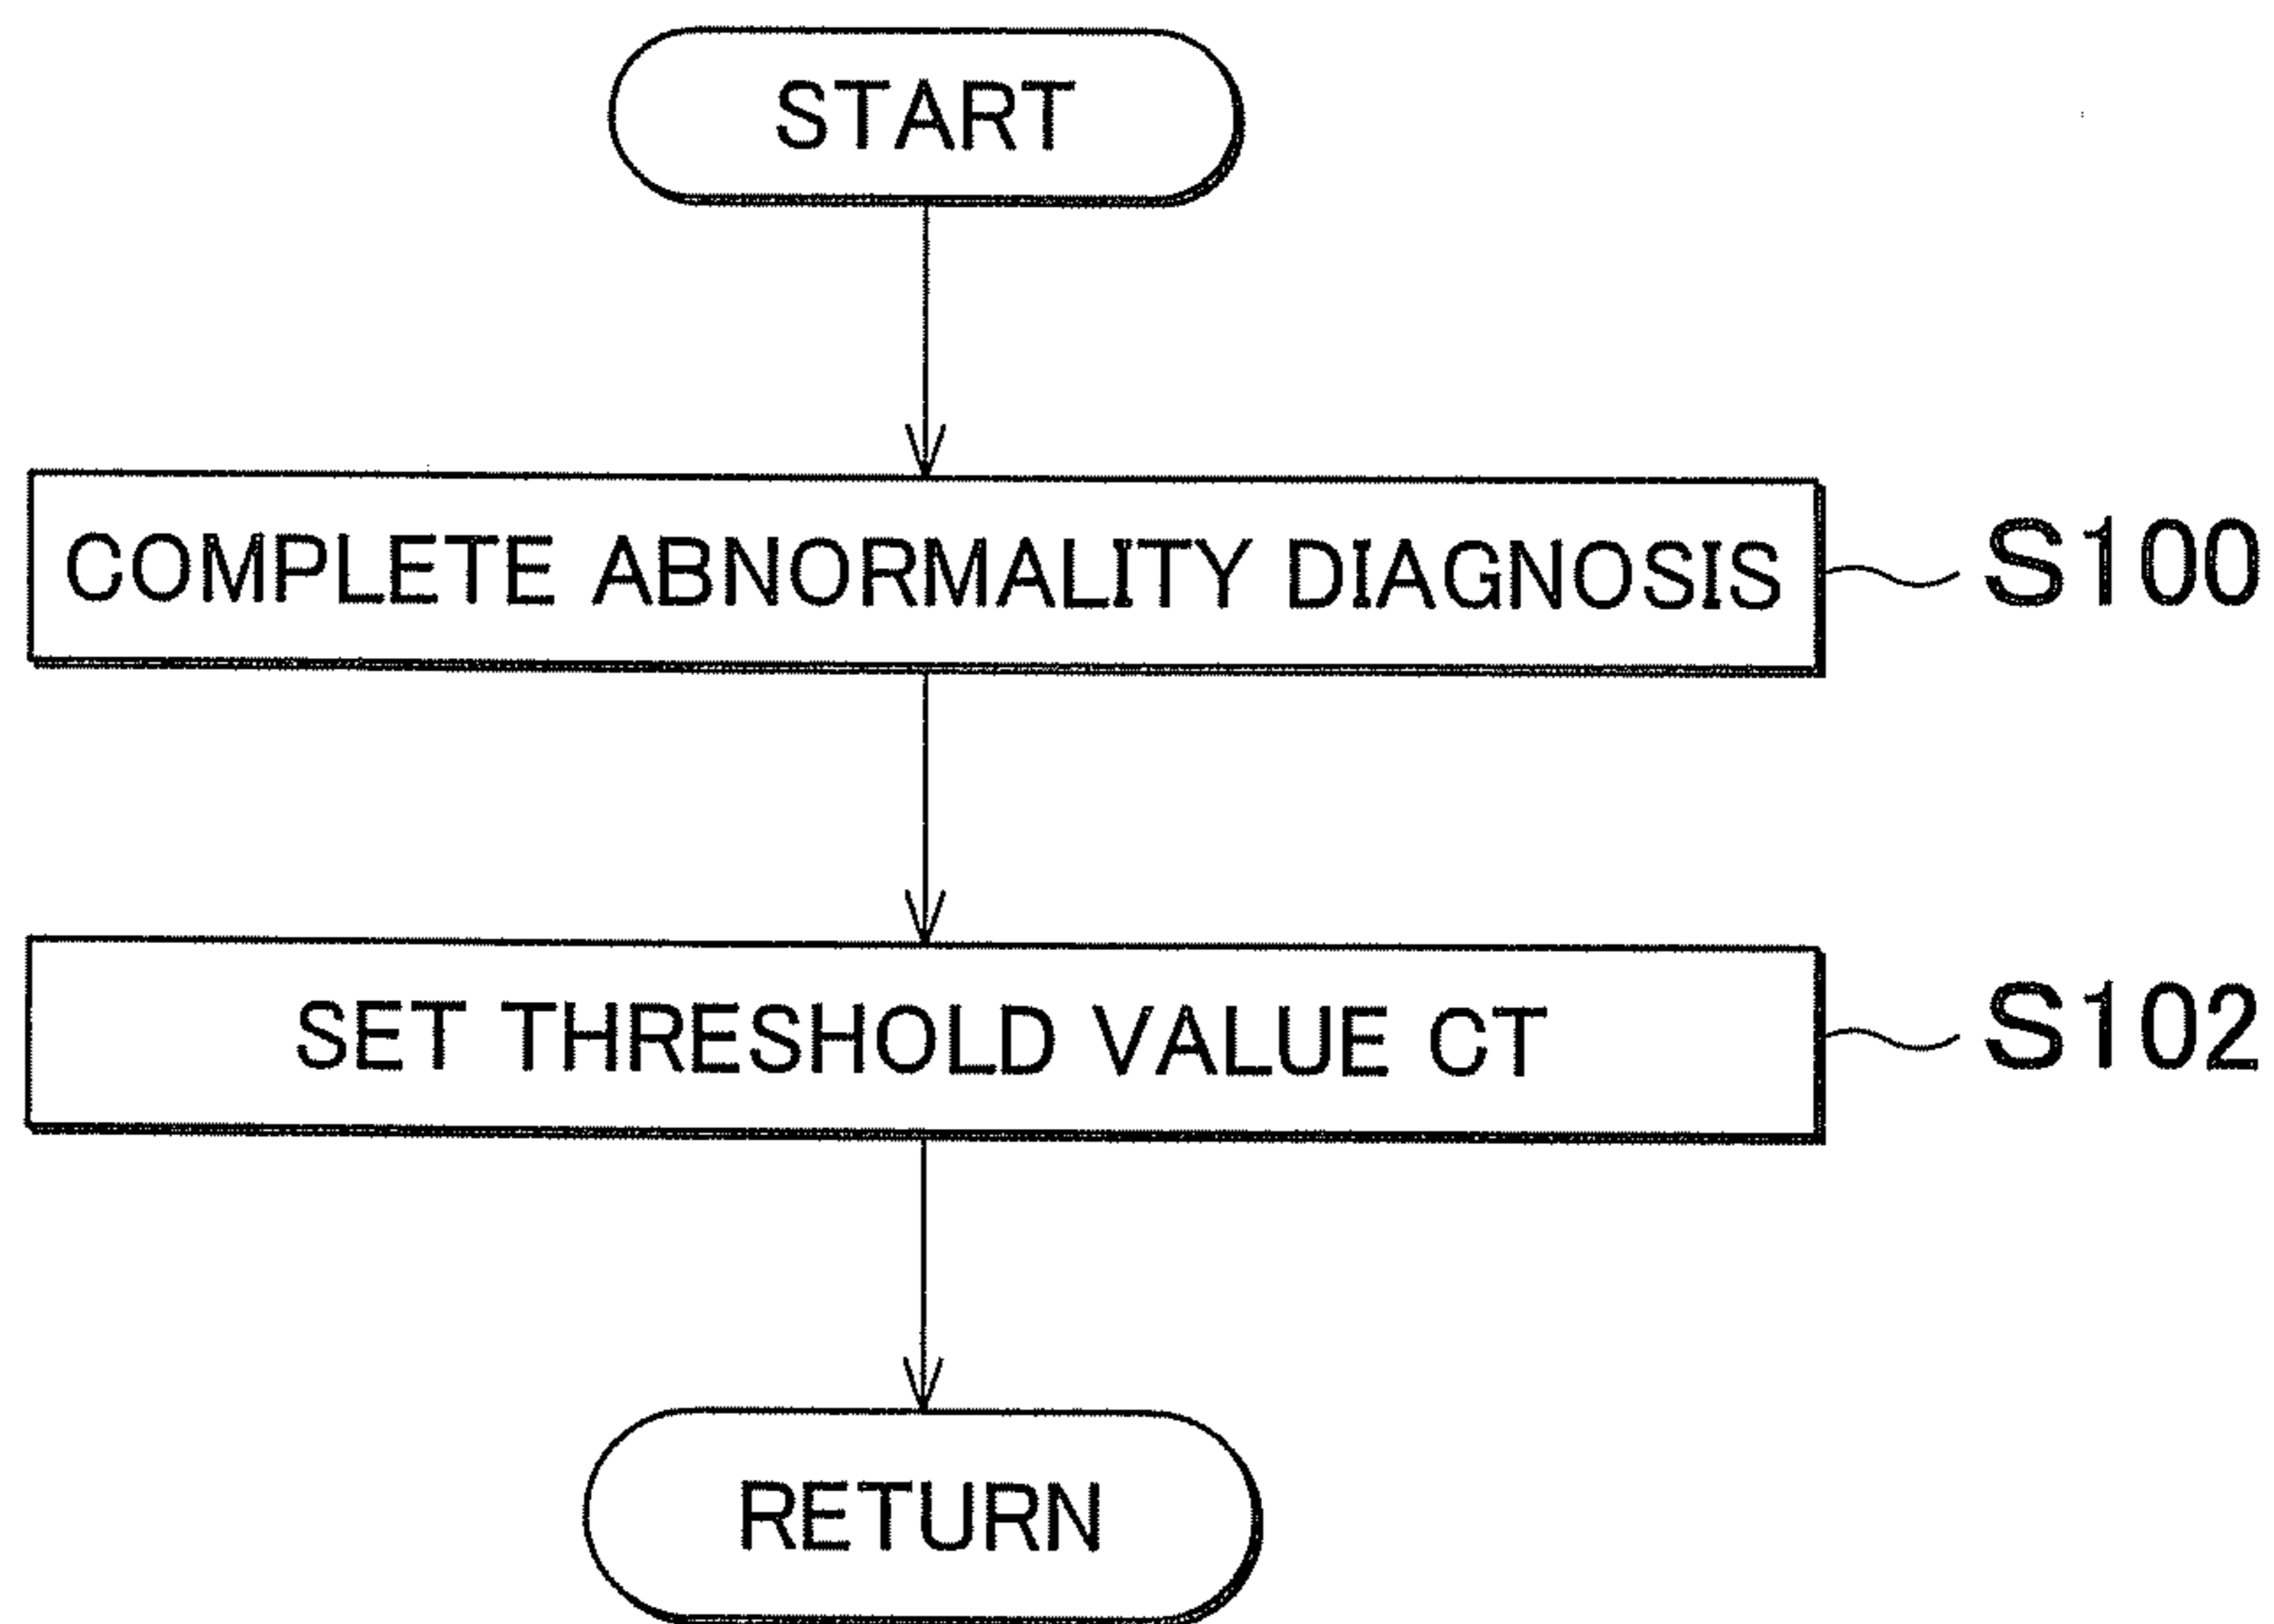 START
COMPLETE ABNORMALITY DIAGNOSIS S100
SET THRESHOLD VALUE CT S102
RETURN